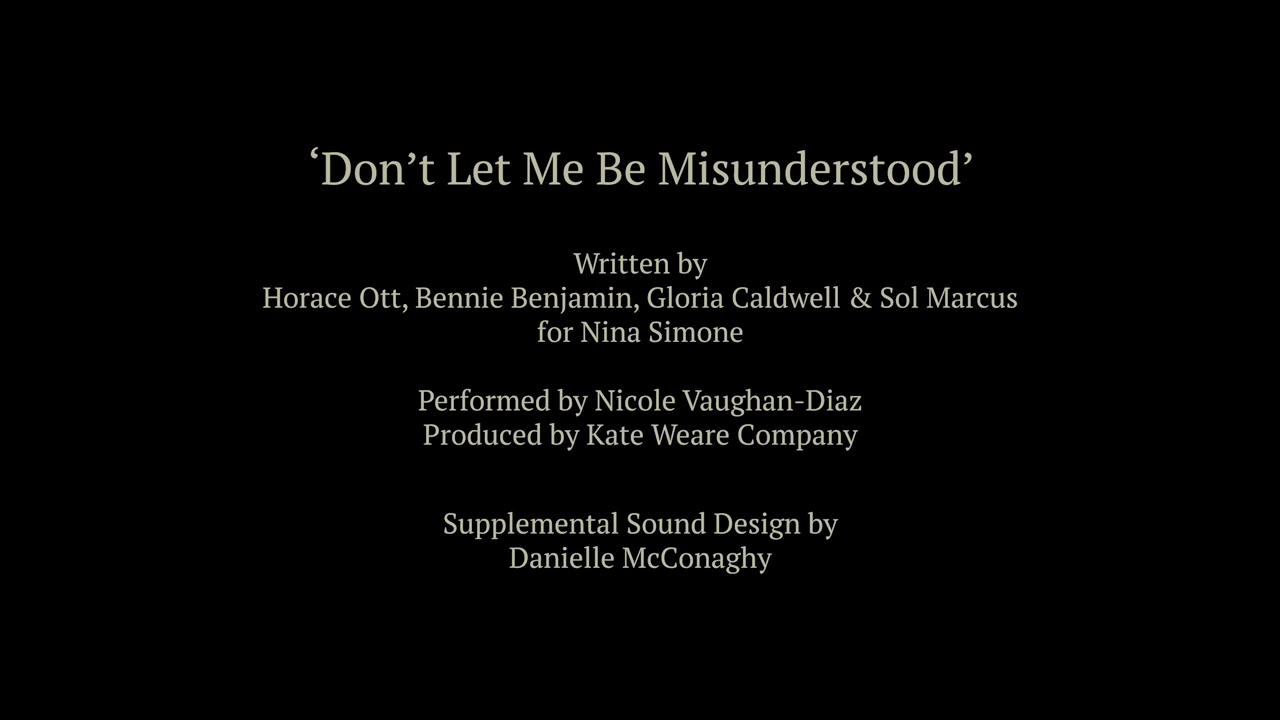 ‘Don’t Let Me Be Misunderstood’
Written by
Horace Ott, Bennie Benjamin, Gloria Caldwell & Sol Marcus
for Nina Simone
Performed by Nicole Vaughan-Diaz
Produced by Kate Weare Company
Supplemental Sound Design by
Danielle McConaghy